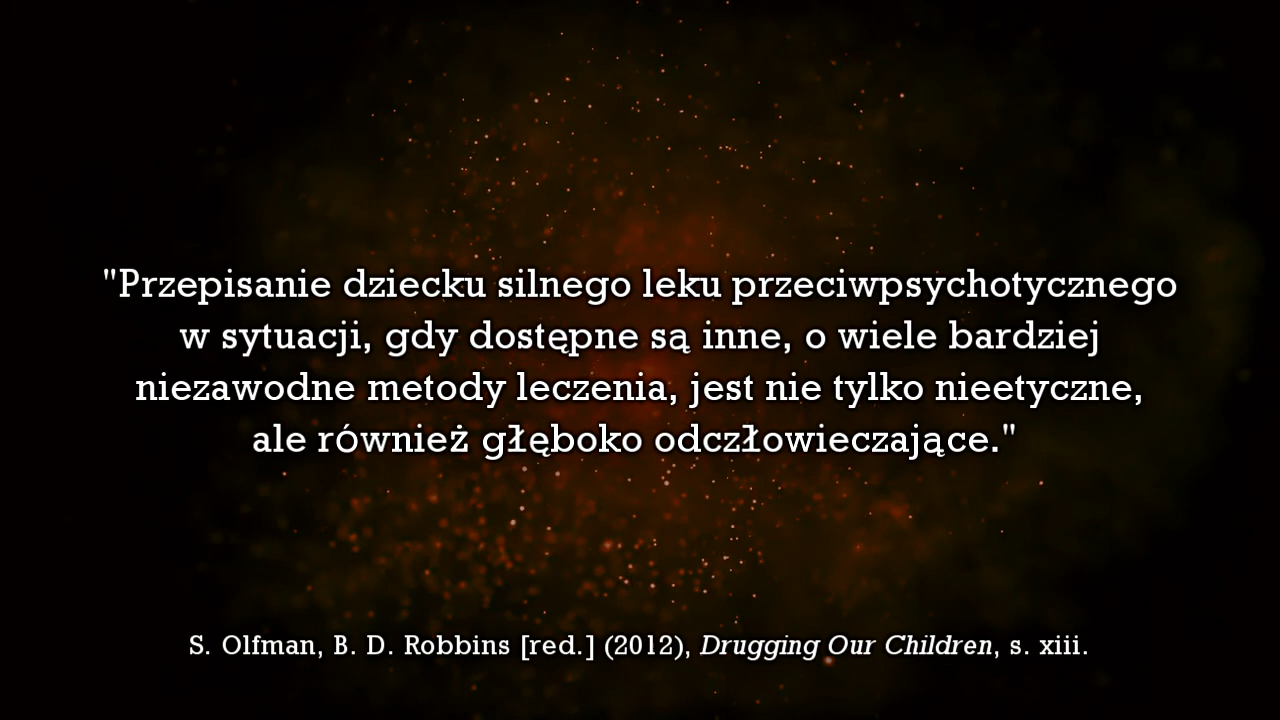 "Przepisanie dziecku silnego leku przeciwpsychotycznego
w sytuacji, gdy dostępne są inne, o wiele bardziej
niezawodne metody leczenia, jest nie tylko nieetyczne,
ale również głęboko odczłowieczające."
S. Olfman, B. D. Robbins [red.] (2012), Drugging Our Children, s. xiii.